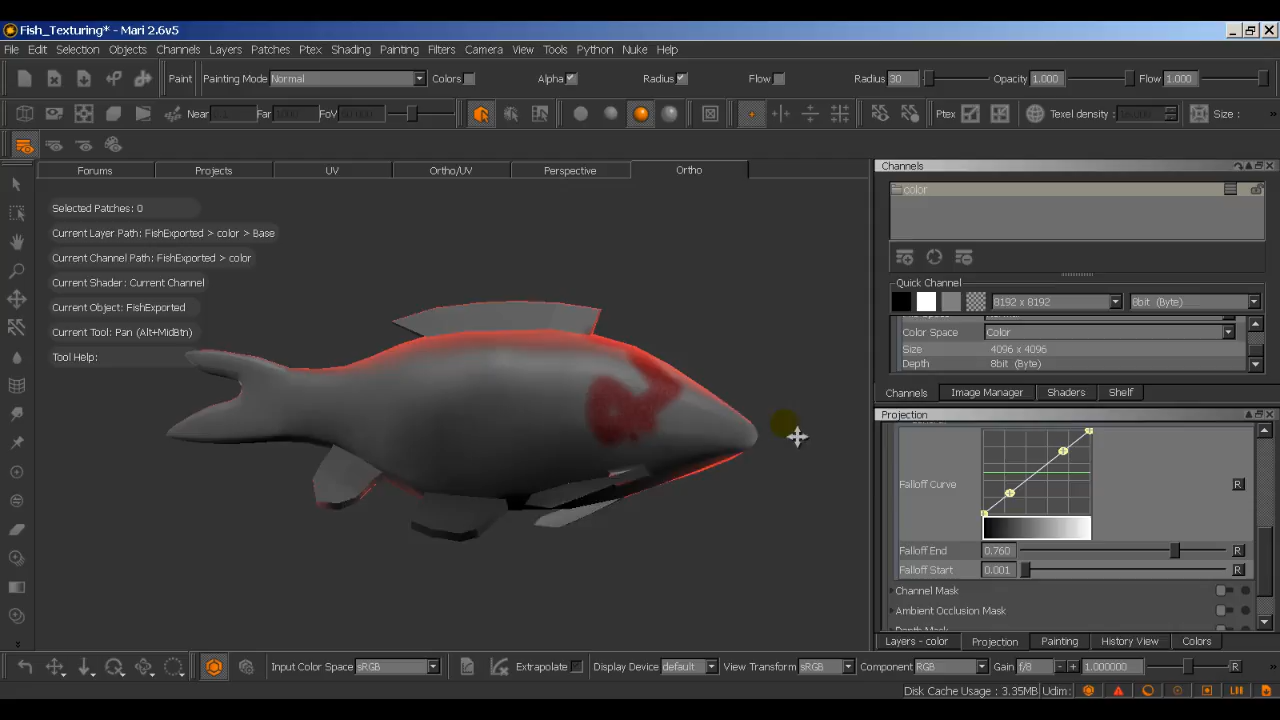 Fish_Texturing* - Mari 2.6v5
File Edit Selection Objects Channels Layers Patches Ptex Shading Painting Filters Camera View Tools Python Nuke Help
Paint Painting Mode Normal Colors Alpha Radius Flow Radius 30 Opacity 1.000 Flow 1.000
Near Far FoV Ptex Texel density : Size :
Forums Projects UV Ortho/UV Perspective Ortho
Selected Patches: 0
Current Layer Path: FishExported > color > Base
Current Channel Path: FishExported > color
Current Shader: Current Channel
Current Object: FishExported
Current Tool: Pan (Alt+MidBtn)
Tool Help:
Channels
color
Quick Channel
8192 x 8192 8bit (Byte)
Color Space Color
Size 4096 x 4096
Depth 8bit (Byte)
Channels Image Manager Shaders Shelf
Projection
Falloff Curve R
Falloff End 0.760 R
Falloff Start 0.001 R
Channel Mask
Ambient Occlusion Mask
Layers - color Projection Painting History View Colors
Input Color Space sRGB Extrapolate Display Device default View Transform sRGB Component RGB Gain f/8 - + 1.000000 R
Disk Cache Usage : 3.35MB Udim: